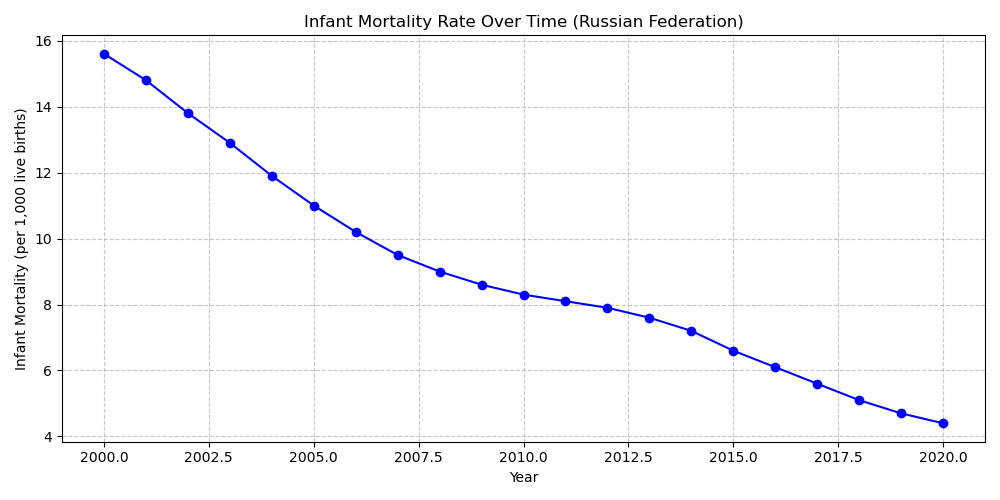 Infant Mortality Rate Over Time (Russian Federation)
Infant Mortality (per 1,000 live births)
16
14
12
10
8
6
4
2000.0 2002.5 2005.0 2007.5 2010.0 2012.5 2015.0 2017.5 2020.0
Year